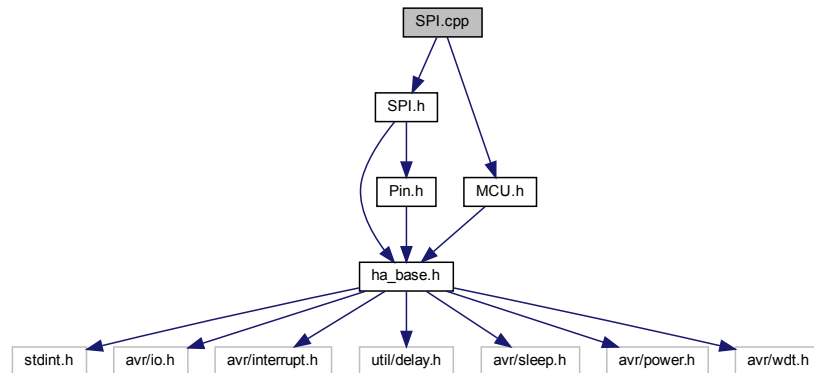 SPI.cpp
SPI.h
Pin.h
MCU.h
ha_base.h
stdint.h
avr/io.h
avr/interrupt.h
util/delay.h
avr/sleep.h
avr/power.h
avr/wdt.h